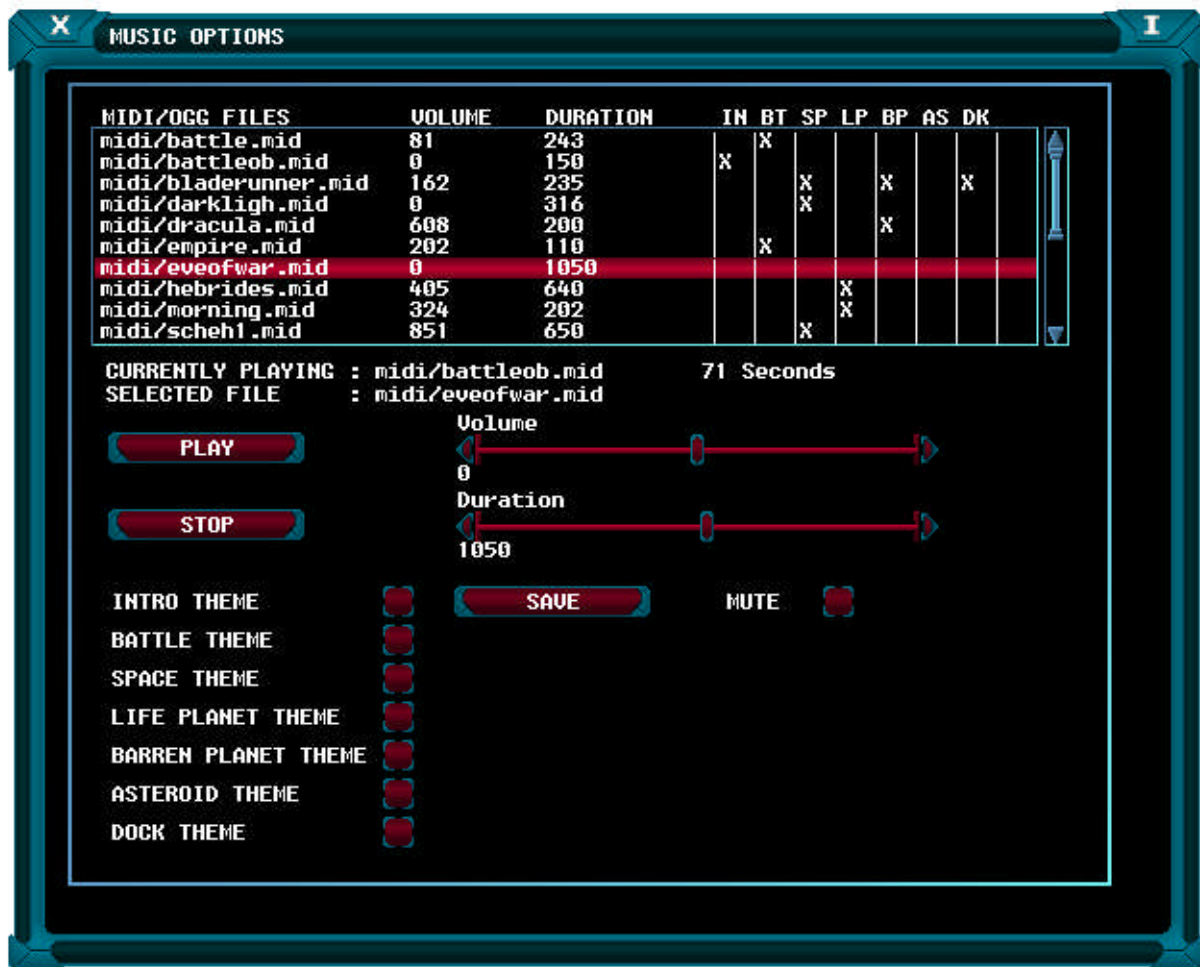 X MUSIC OPTIONS I
MIDI/OGG FILES VOLUME DURATION IN BT SP LP BP AS DK
midi/battle.mid 81 243 X
midi/battleob.mid 0 150 X
midi/bladerunner.mid 162 235 X X X
midi/darkligh.mid 0 316 X
midi/dracula.mid 608 200 X
midi/empire.mid 202 110 X
midi/eveofwar.mid 0 1050
midi/hebrides.mid 405 640 X
midi/morning.mid 324 202 X
midi/scheh1.mid 851 650 X
CURRENTLY PLAYING : midi/battleob.mid 71 Seconds
SELECTED FILE : midi/eveofwar.mid
Volume
PLAY
0
Duration
STOP
1050
INTRO THEME SAVE MUTE
BATTLE THEME
SPACE THEME
LIFE PLANET THEME
BARREN PLANET THEME
ASTEROID THEME
DOCK THEME